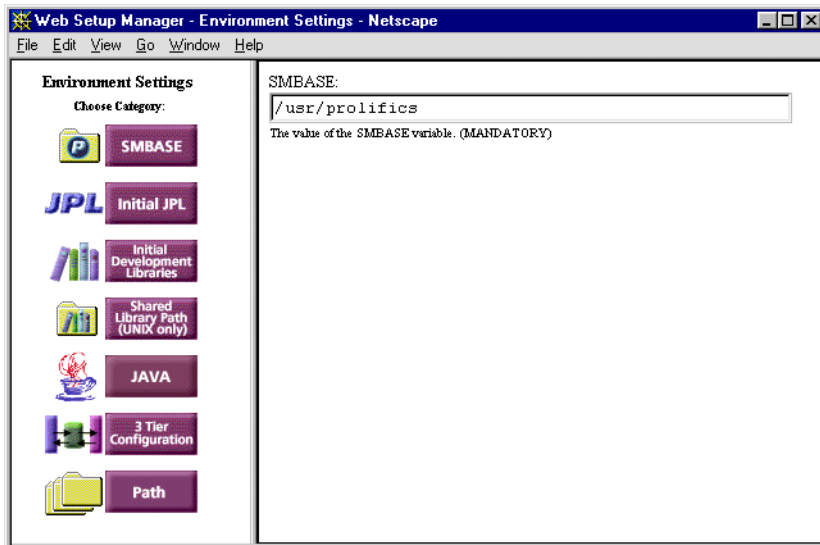 Web Setup Manager - Environment Settings - Netscape
File Edit View Go Window Help
Environment Settings
Choose Category:
P
SMBASE
JPL
Initial JPL
Initial
Development
Libraries
Shared
Library Path
(UNIX only)
JAVA
3 Tier
Configuration
Path
SMBASE:
/usr/prolifics
The value of the SMBASE variable. (MANDATORY)